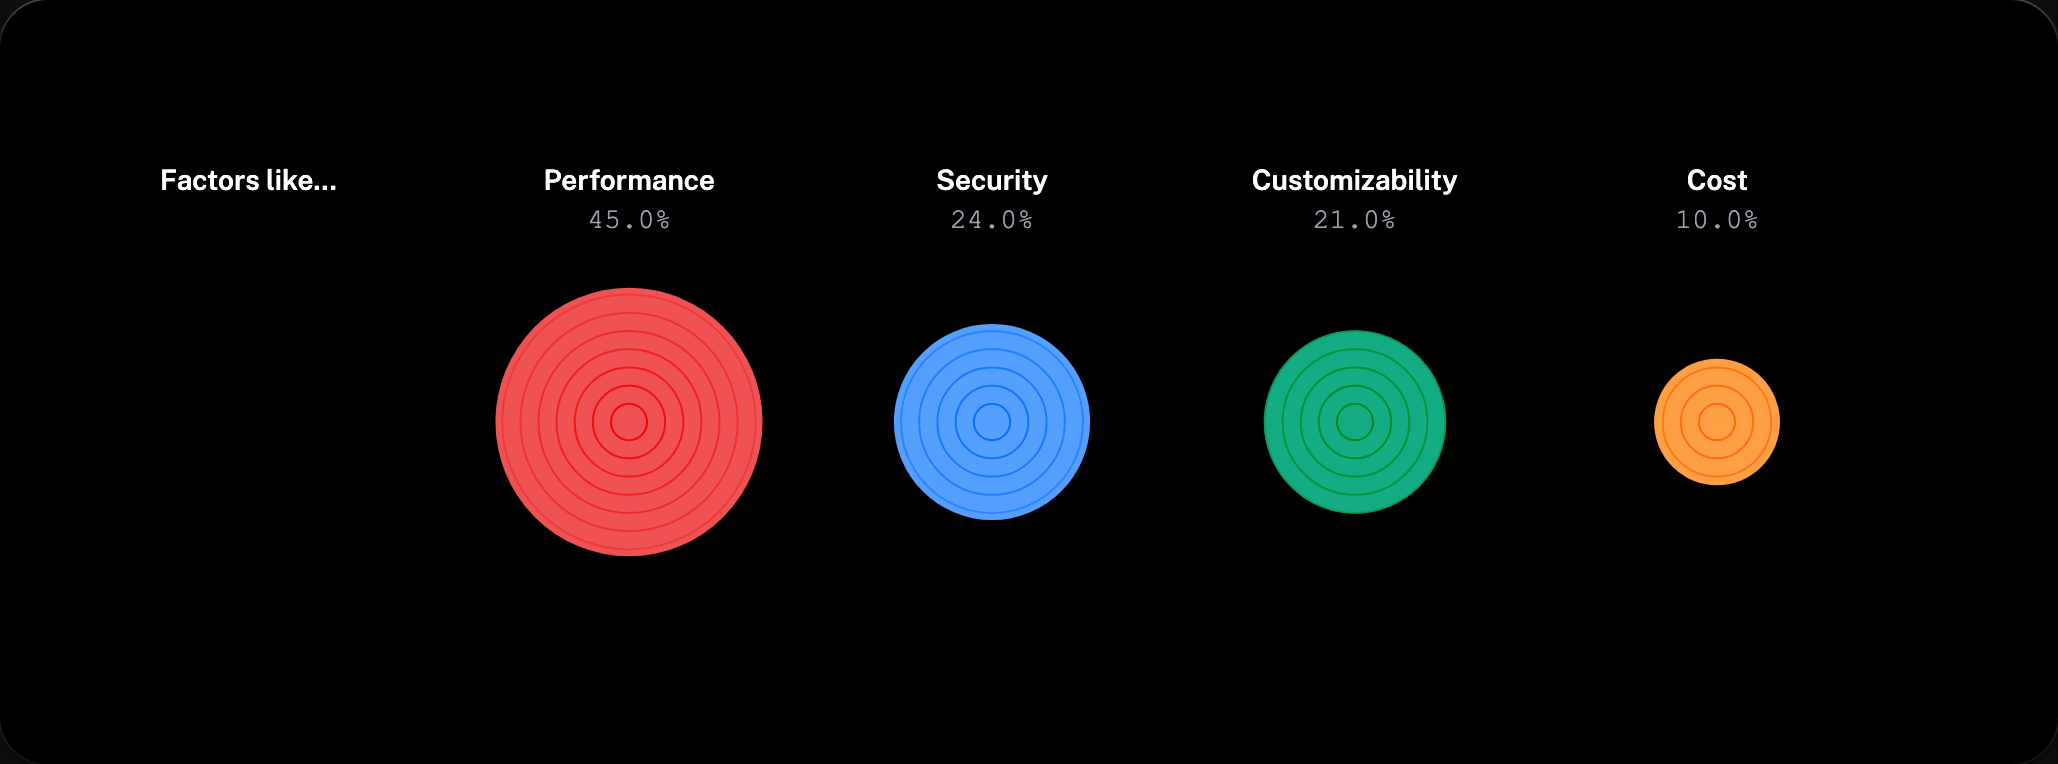 Factors like...
Performance
45.0%
Security
24.0%
Customizability
21.0%
Cost
10.0%